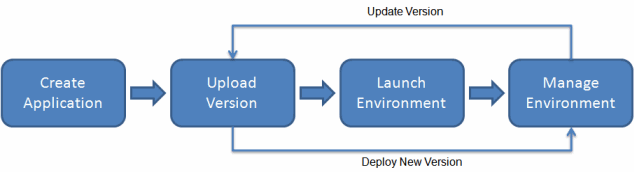 Update Version
Create
Application
Upload
Version
Launch
Environment
Manage
Environment
Deploy New Version